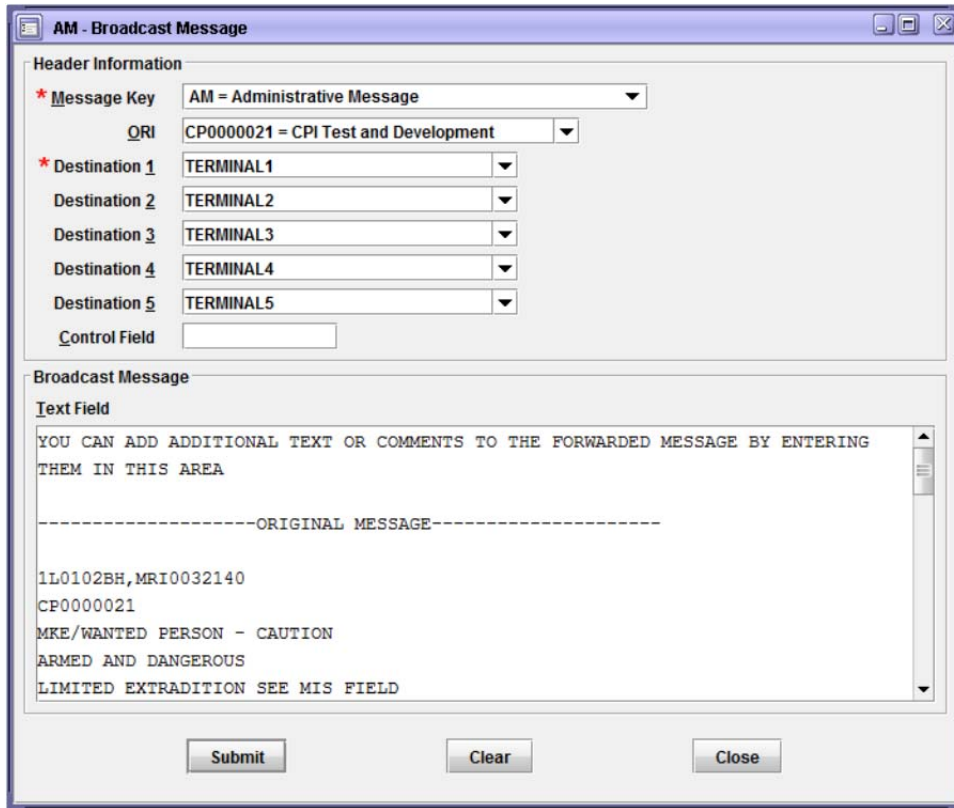 AM - Broadcast Message
Header Information
* Message Key AM = Administrative Message
ORI CP0000021 = CPI Test and Development
* Destination 1 TERMINAL1
Destination 2 TERMINAL2
Destination 3 TERMINAL3
Destination 4 TERMINAL4
Destination 5 TERMINAL5
Control Field
Broadcast Message
Text Field
YOU CAN ADD ADDITIONAL TEXT OR COMMENTS TO THE FORWARDED MESSAGE BY ENTERING
THEM IN THIS AREA
--------------------ORIGINAL MESSAGE---------------------
1L0102BH,MRI0032140
CP0000021
MKE/WANTED PERSON - CAUTION
ARMED AND DANGEROUS
LIMITED EXTRADITION SEE MIS FIELD
Submit Clear Close